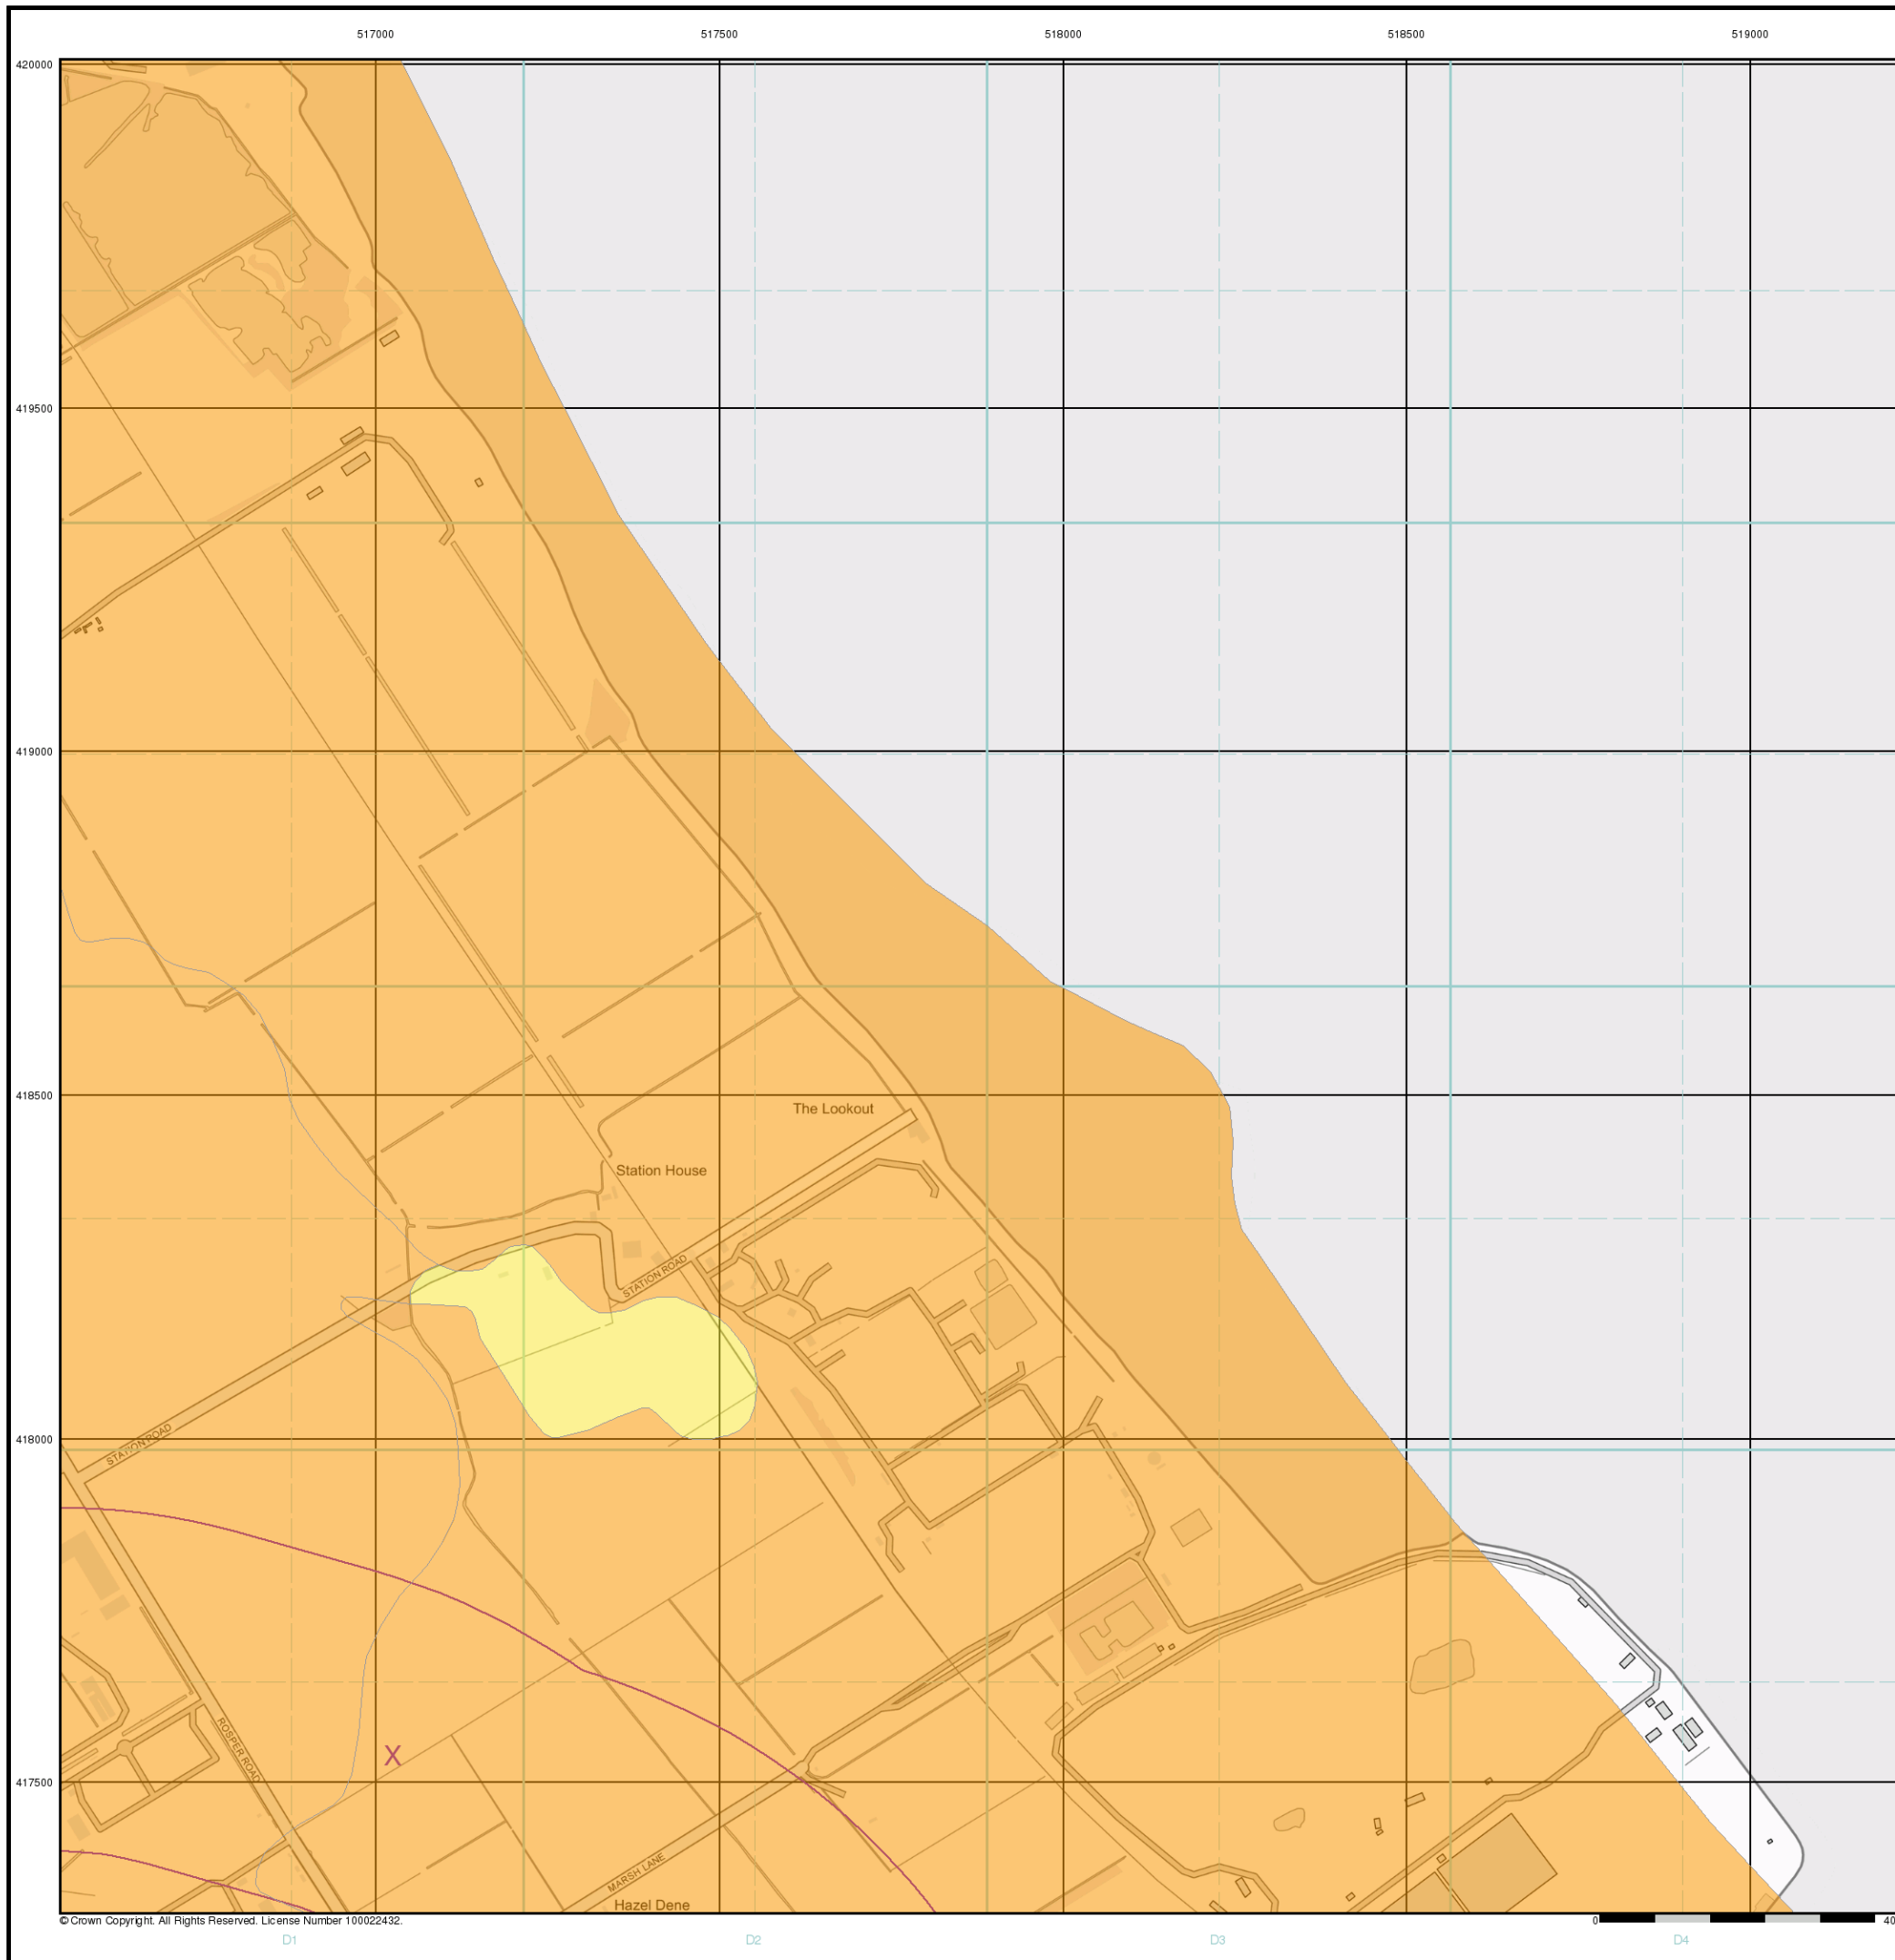 517000 517500 518000 518500 519000
420000
419500
419000
418500
The Lookout
Station House
STATION ROAD
418000
STATION ROAD
ROSPER ROAD
X
417500
MARSH LANE
Hazel Dene
© Crown Copyright. All Rights Reserved. License Number 100022432.
0
40
D1 D2 D3 D4